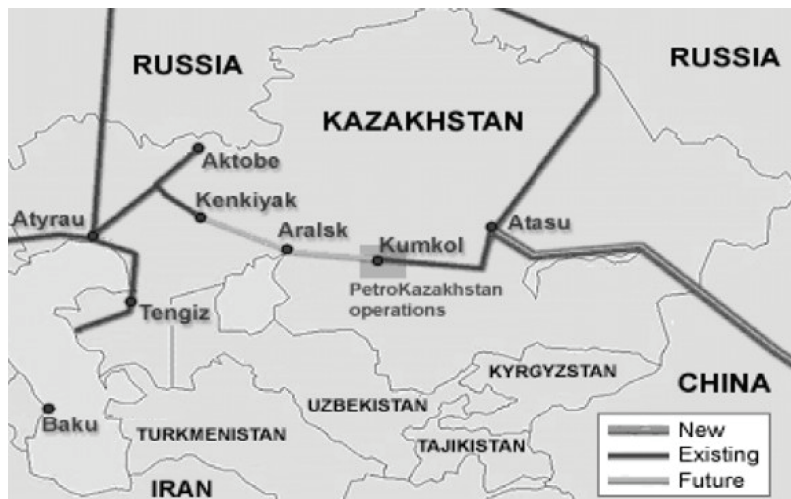 RUSSIA
RUSSIA
KAZAKHSTAN
Aktobe
Kenkiyak
Atyrau
Aralsk
Atasu
Kumkol
PetroKazakhstan
operations
Tengiz
KYRGYZSTAN
CHINA
UZBEKISTAN
Baku
TURKMENISTAN
TAJIKISTAN
IRAN
New
Existing
Future